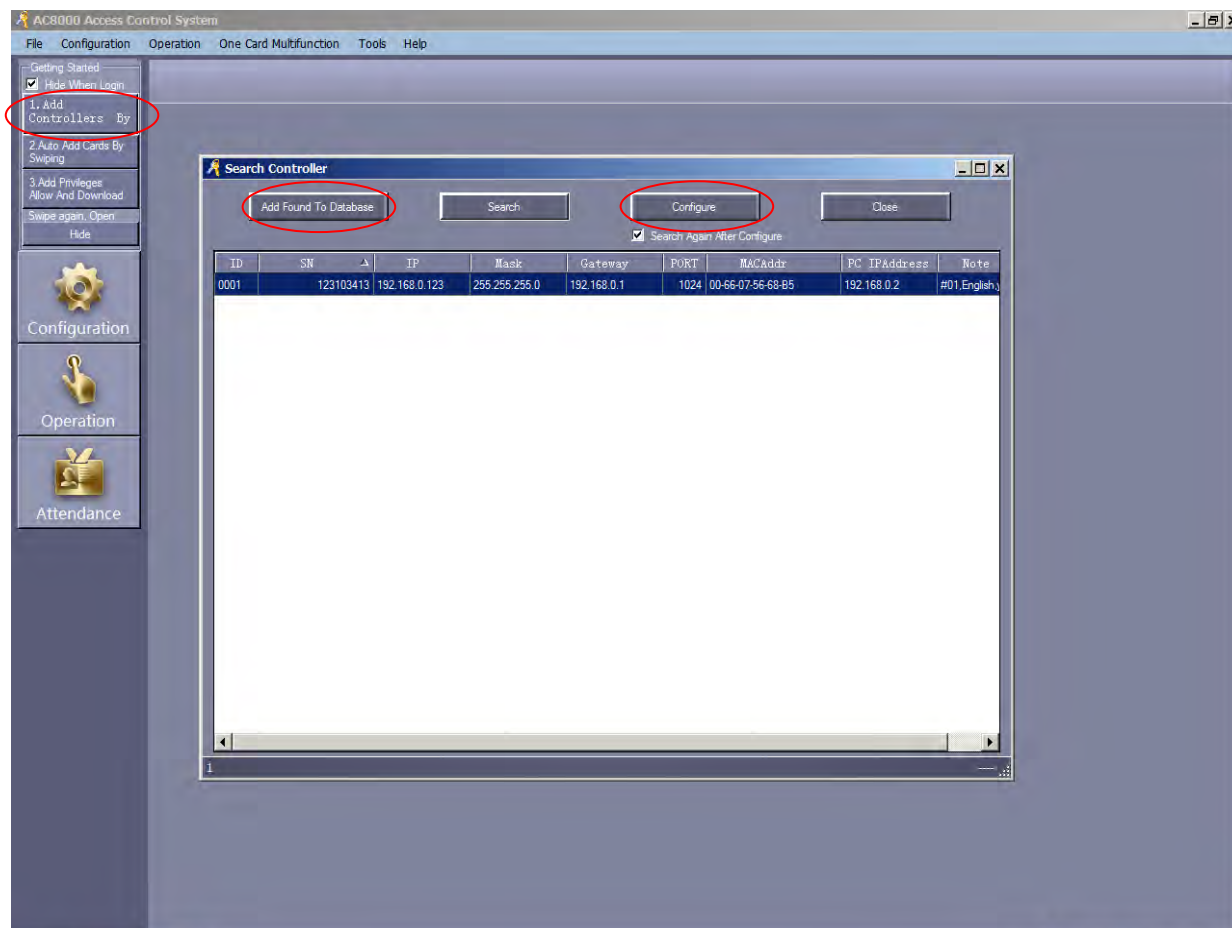 AC8000 Access Control System
File Configuration Operation One Card Multifunction Tools Help
Getting Started
Hide When Login
1.Add
Controllers By
2.Auto Add Cards By
Swiping
3.Add Privileges
Allow And Download
Swipe again. Open
Hide
Configuration
Operation
Attendance
Search Controller
Add Found To Database Search Configure Close
Search Again After Configure
ID SN IP Mask Gateway PORT MACAddr PC IPAddress Note
0001 123103413 192.168.0.123 255.255.255.0 192.168.0.1 1024 00-66-07-56-68-B5 192.168.0.2 #01,English,
1